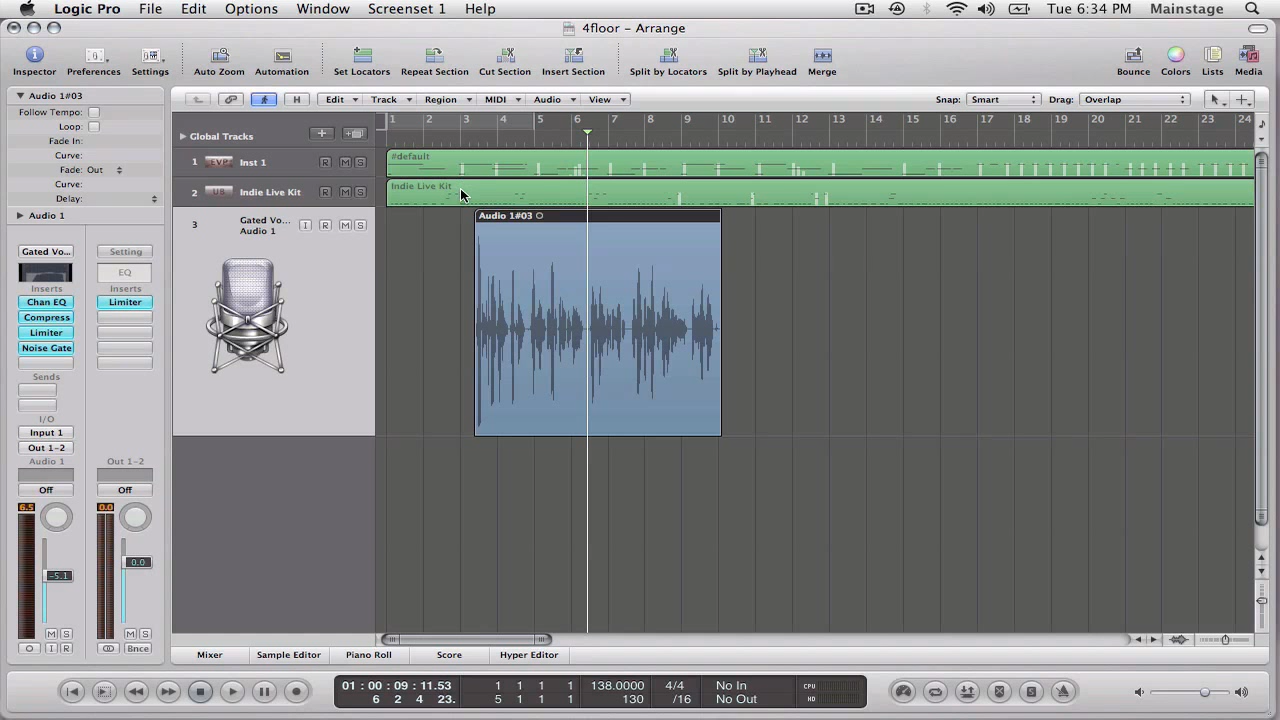 Logic Pro File Edit Options Window Screenset 1 Help Tue 6:34 PM Mainstage
4floor - Arrange
Inspector Preferences Settings Auto Zoom Automation Set Locators Repeat Section Cut Section Insert Section Split by Locators Split by Playhead Merge Bounce Colors Lists Media
Audio 1#03
H Edit Track Region MIDI Audio View Snap: Smart Drag: Overlap
Follow Tempo:
Loop:
Fade In:
Curve:
Fade: Out
Curve:
Delay:
Audio 1
1 2 3 4 5 6 7 8 9 10 11 12 13 14 15 16 17 18 19 20 21 22 23 24
Global Tracks
1 EVP Inst 1 R M S #default
2 UB Indie Live Kit R M S Indie Live Kit
3 Gated Vo... I R M S
Audio 1
Audio 1#03
Gated Vo... Setting
EQ
Inserts Inserts
Chan EQ Limiter
Compress
Limiter
Noise Gate
Sends
I/O
Input 1
Out 1-2
Audio 1 Out 1-2
Off Off
6.5 0.0
-5.1 0.0
M S M S
I R Bnce
Mixer Sample Editor Piano Roll Score Hyper Editor
01 : 00 : 09 : 11.53 1 1 1 1 138.0000 4/4 No In CPU
6 2 4 23. 5 1 1 1 130 /16 No Out HD
S